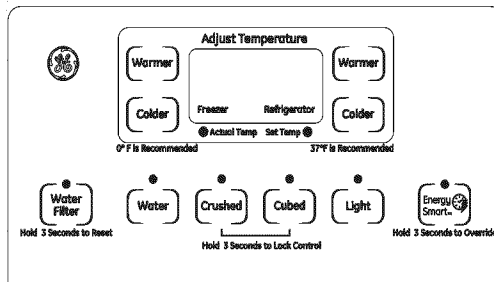 Adjust Temperature
GE
Warmer
Warmer
Colder
Freezer
Refrigerator
Colder
Actual Temp
Set Temp
0° F is Recommended
37°F is Recommended
Water
Filter
Water
Crushed
Cubed
Light
Energy
Smart™
Hold 3 Seconds to Reset
Hold 3 Seconds to Lock Control
Hold 3 Seconds to Override